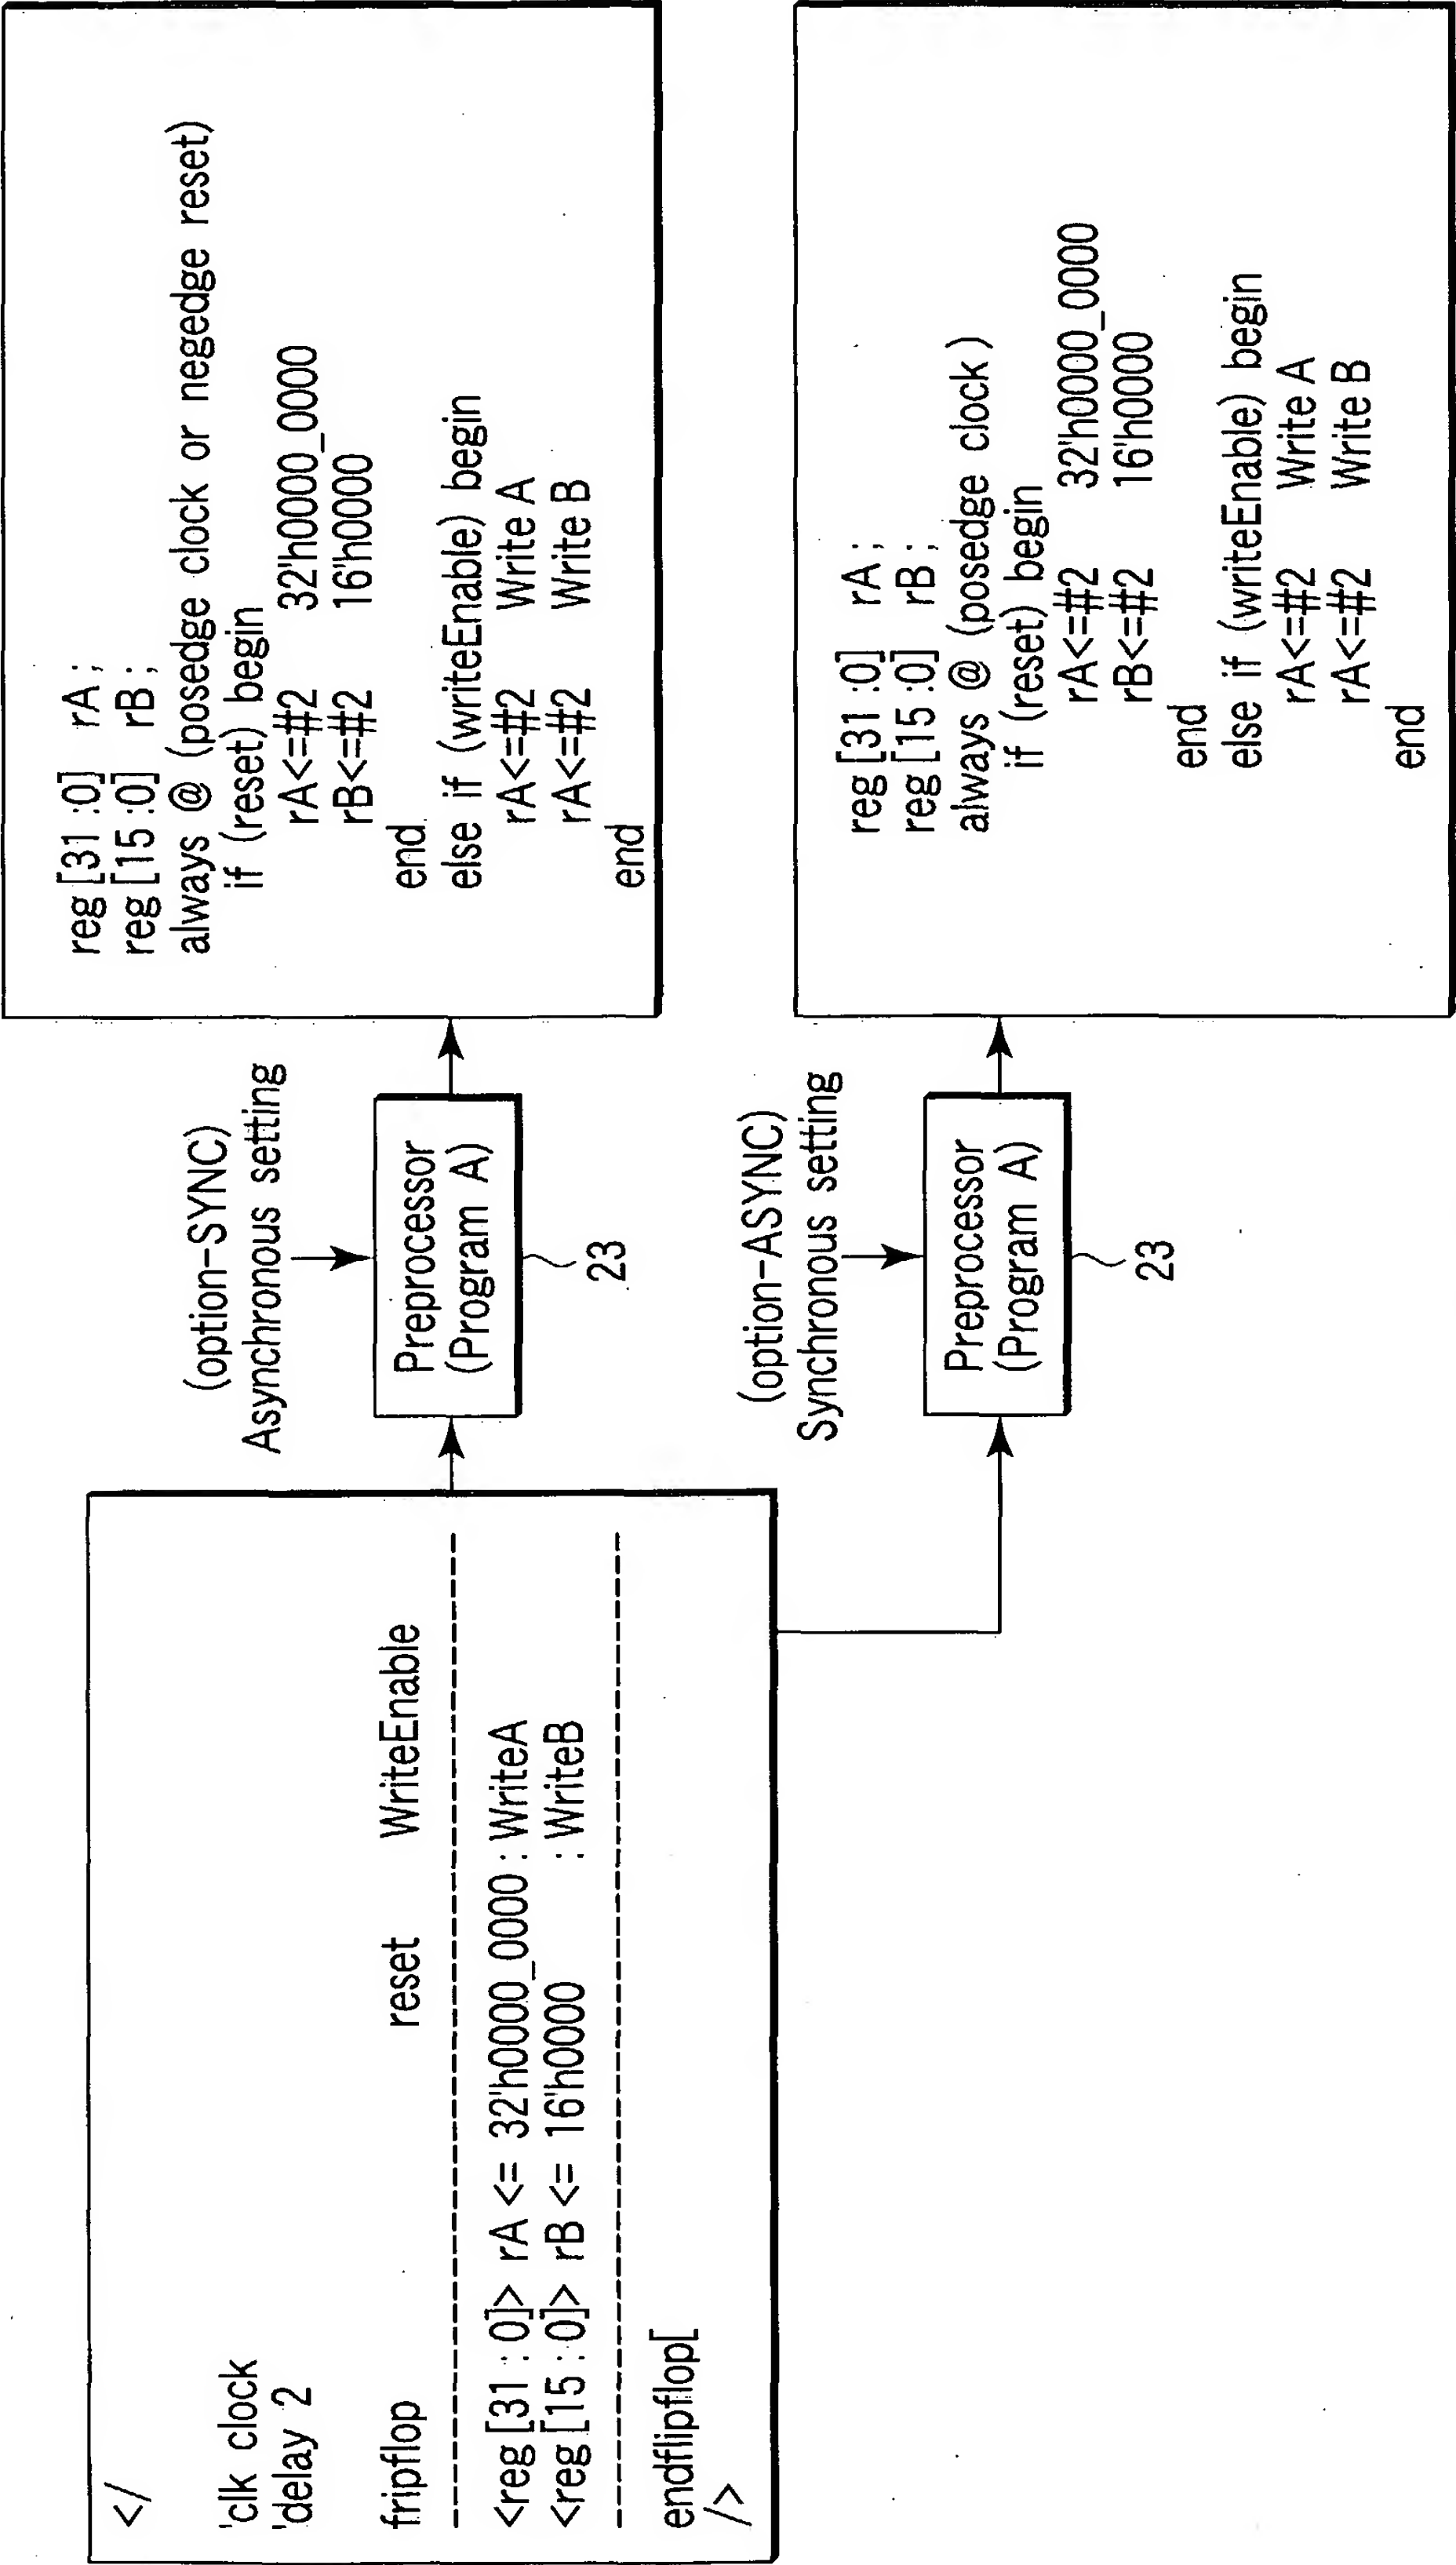 </
'clk clock
'delay 2
fripflop reset WriteEnable
<reg [31 : 0]> rA <= 32'h0000_0000 : WriteA
<reg [15 : 0]> rB <= 16'h0000 : WriteB
endflipflop[
/>
(option-SYNC)
Asynchronous setting
Preprocessor
(Program A)
23
reg [31 :0] rA ;
reg [15 :0] rB ;
always @ (posedge clock or negedge reset)
if (reset) begin
rA<=#2 32'h0000_0000
rB<=#2 16'h0000
end
else if (writeEnable) begin
rA<=#2 Write A
rA<=#2 Write B
end
(option-ASYNC)
Synchronous setting
Preprocessor
(Program A)
23
reg [31 :0] rA ;
reg [15 :0] rB ;
always @ (posedge clock )
if (reset) begin
rA<=#2 32'h0000_0000
rB<=#2 16'h0000
end
else if (writeEnable) begin
rA<=#2 Write A
rA<=#2 Write B
end